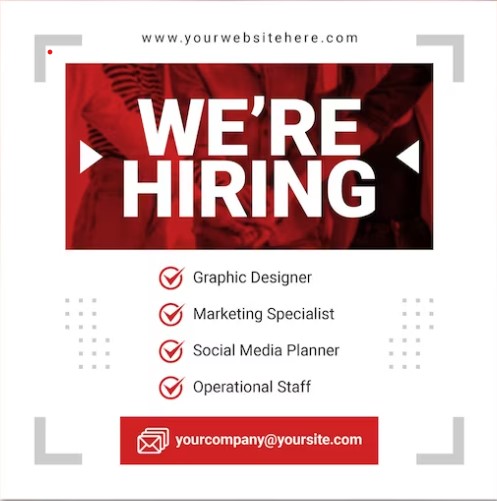 www.yourwebsitehere.com
WE'RE
HIRING
Graphic Designer
Marketing Specialist
Social Media Planner
Operational Staff
yourcompany@yoursite.com